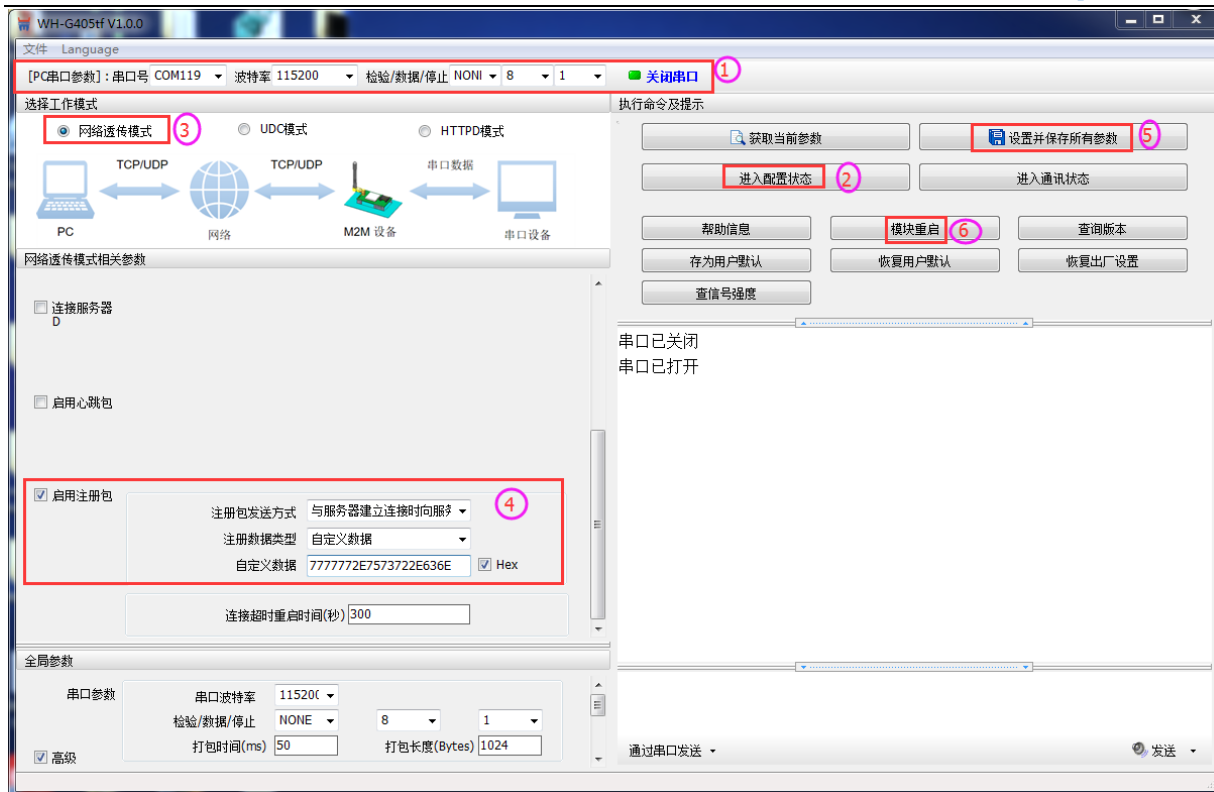 WH-G405tf V1.0.0
文件 Language
[PC串口参数]：串口号 COM119 波特率 115200 检验/数据/停止 NONI 8 1 关闭串口 1
选择工作模式
网络透传模式 3 UDC模式 HTTPD模式
TCP/UDP TCP/UDP 串口数据
PC 网络 M2M 设备 串口设备
网络透传模式相关参数
连接服务器
D
启用心跳包
启用注册包
注册包发送方式 与服务器建立连接时向服务 4
注册数据类型 自定义数据
自定义数据 7777772E7573722E636E Hex
连接超时重启时间(秒) 300
全局参数
串口参数 串口波特率 11520(
检验/数据/停止 NONE 8 1
打包时间(ms) 50 打包长度(Bytes) 1024
高级
执行命令及提示
获取当前参数 设置并保存所有参数 5
进入配置状态 2 进入通讯状态
帮助信息 模块重启 6 查询版本
存为用户默认 恢复用户默认 恢复出厂设置
查信号强度
串口已关闭
串口已打开
通过串口发送 发送